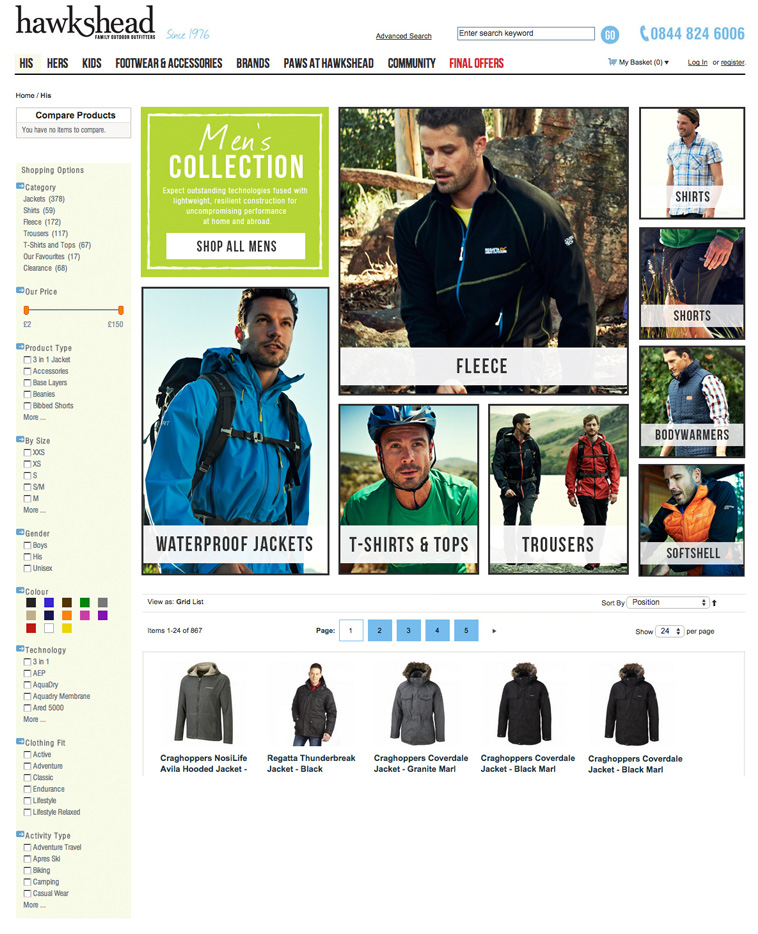 hawkshead
FAMILY OUTDOOR OUTFITTERS
Since 1976
Advanced Search
Enter search keyword
GO
0844 824 6006
HIS HERS KIDS FOOTWEAR & ACCESSORIES BRANDS PAWS AT HAWKSHEAD COMMUNITY FINAL OFFERS
My Basket (0) ▾
Log In or register.
Home / His
Compare Products
You have no items to compare.
Shopping Options
Category
Jackets (378)
Shirts (59)
Fleece (172)
Trousers (117)
T-Shirts and Tops (67)
Our Favourites (17)
Clearance (68)
Our Price
£2 £150
Product Type
3 in 1 Jacket
Accessories
Base Layers
Beanies
Bibbed Shorts
More ...
By Size
XXS
XS
S
S/M
M
More ...
Gender
Boys
His
Unisex
Colour
Technology
3 in 1
AEP
AquaDry
Aquadry Membrane
Ared 5000
More ...
Clothing Fit
Active
Adventure
Classic
Endurance
Lifestyle
Lifestyle Relaxed
Activity Type
Adventure Travel
Apres Ski
Biking
Camping
Casual Wear
More ...
Men's
COLLECTION
Expect outstanding technologies fused with
lightweight, resilient construction for
uncompromising performance
at home and abroad.
SHOP ALL MENS
FLEECE
SHIRTS
SHORTS
BODYWARMERS
SOFTSHELL
WATERPROOF JACKETS
T-SHIRTS & TOPS
TROUSERS
View as: Grid List
Sort By Position
Items 1-24 of 867
Page: 1 2 3 4 5
Show 24 per page
Craghoppers NosiLife
Avila Hooded Jacket -
Regatta Thunderbreak
Jacket - Black
Craghoppers Coverdale
Jacket - Granite Marl
Craghoppers Coverdale
Jacket - Black Marl
Craghoppers Coverdale
Jacket - Black Marl